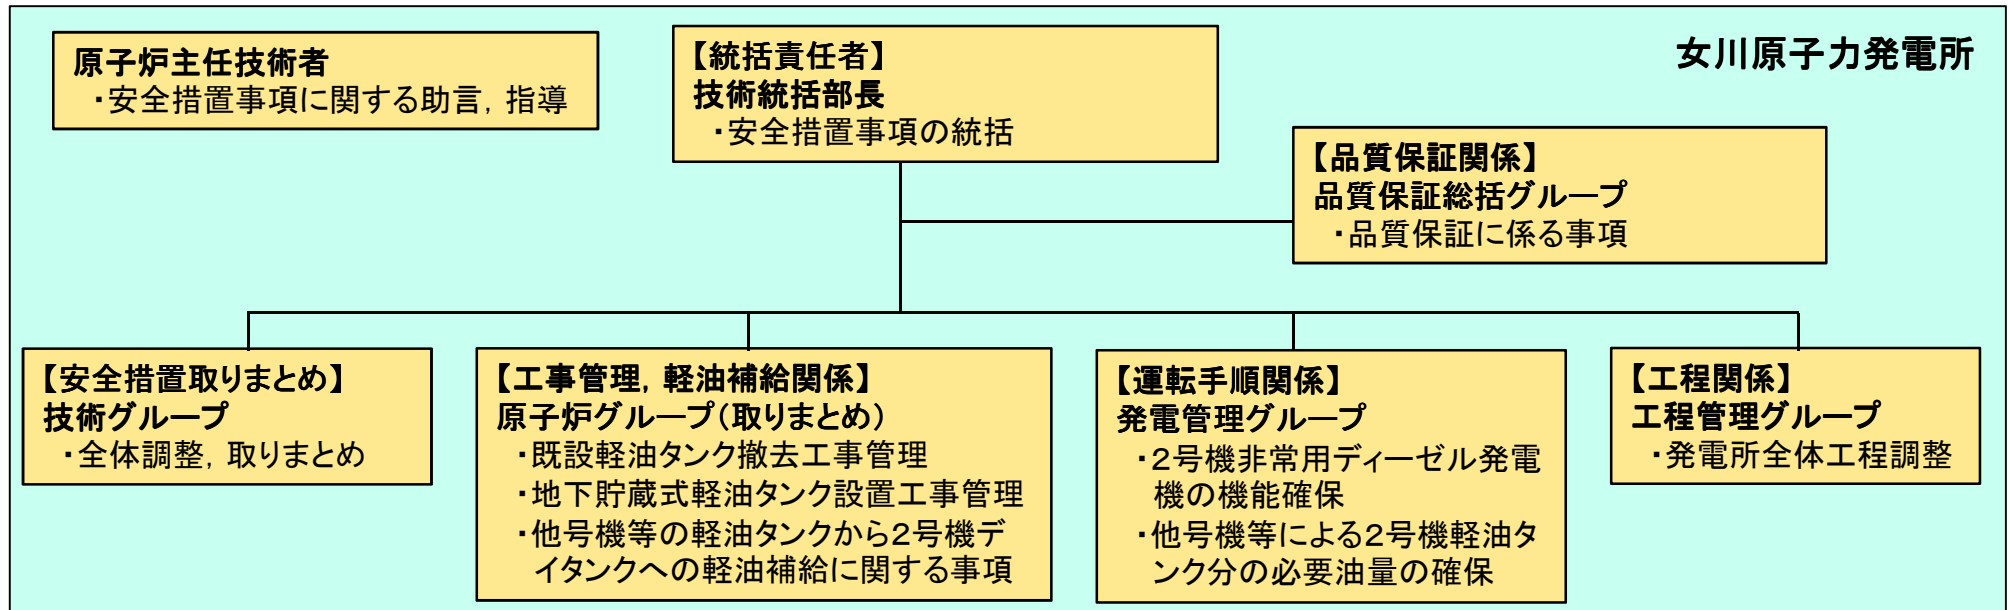 女川原子力発電所
原子炉主任技術者
・安全措置事項に関する助言，指導
【統括責任者】
技術統括部長
・安全措置事項の統括
【品質保証関係】
品質保証総括グループ
・品質保証に係る事項
【安全措置取りまとめ】
技術グループ
・全体調整，取りまとめ
【工事管理，軽油補給関係】
原子炉グループ（取りまとめ）
・既設軽油タンク撤去工事管理
・地下貯蔵式軽油タンク設置工事管理
・他号機等の軽油タンクから２号機デ
イタンクへの軽油補給に関する事項
【運転手順関係】
発電管理グループ
・２号機非常用ディーゼル発電
機の機能確保
・他号機等による２号機軽油タ
ンク分の必要油量の確保
【工程関係】
工程管理グループ
・発電所全体工程調整